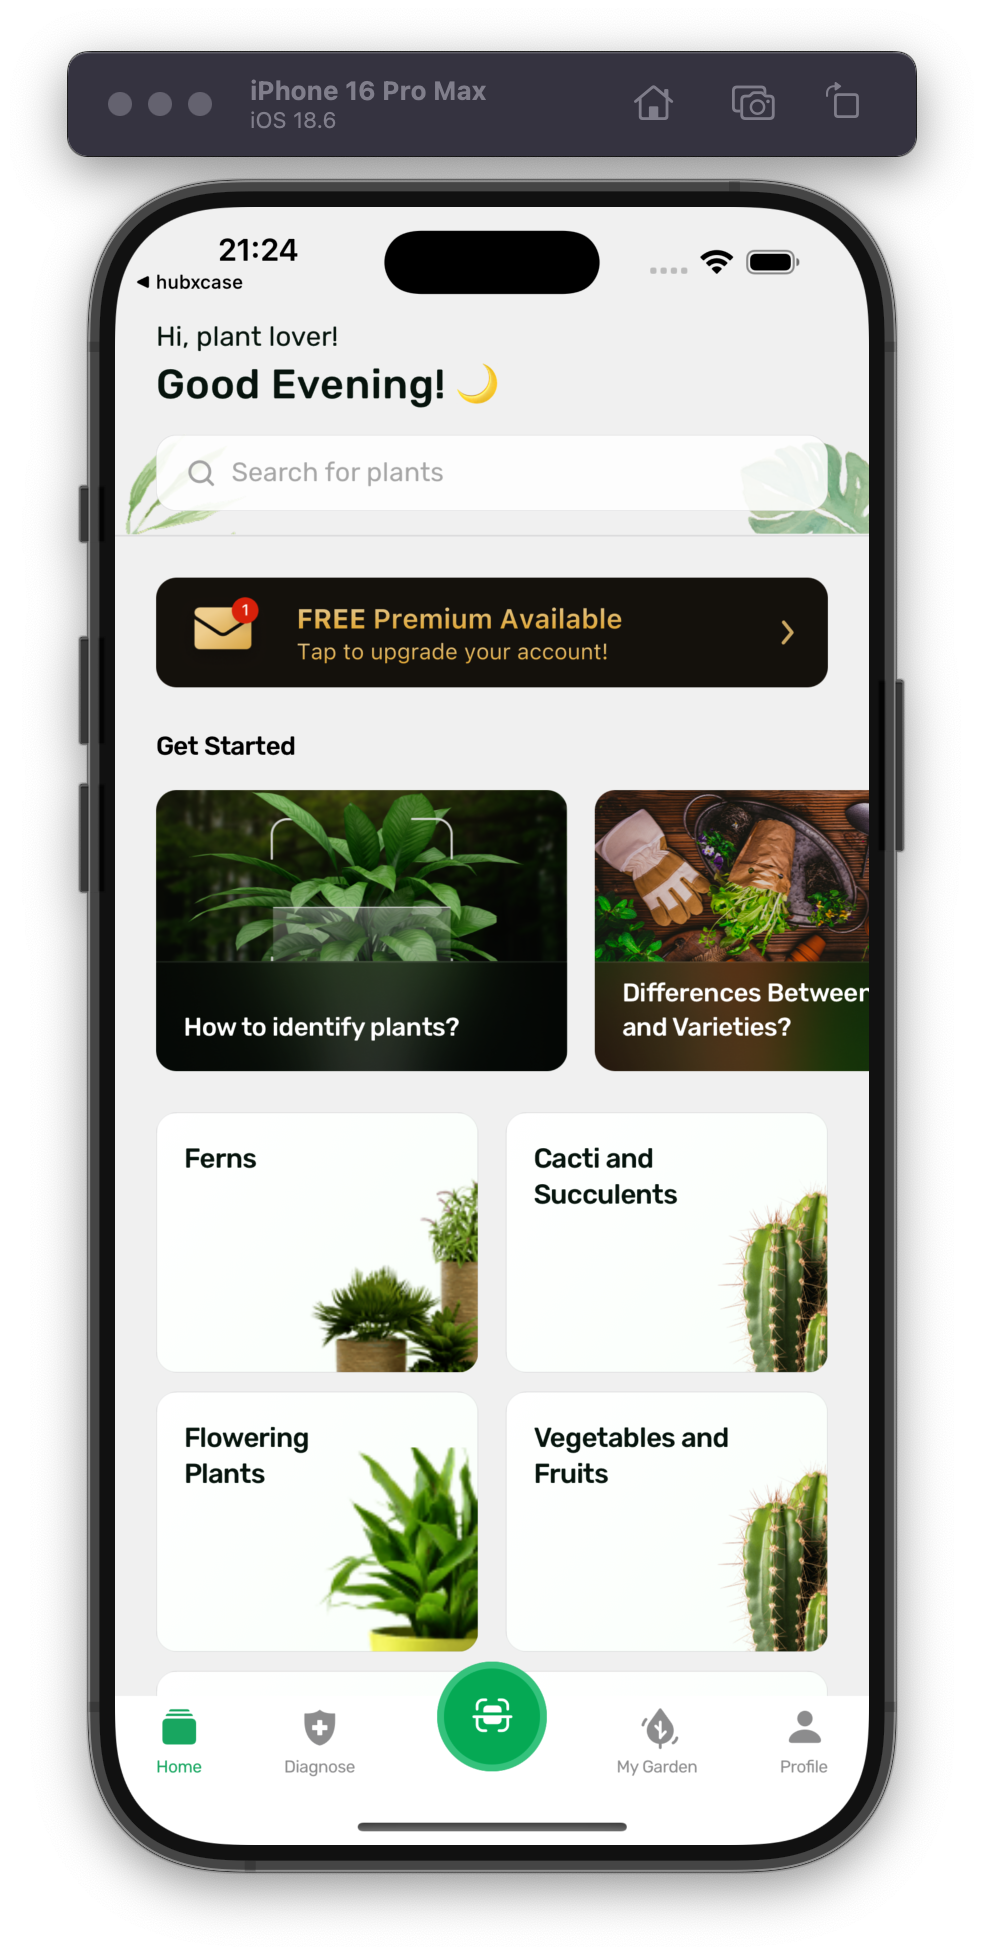 iPhone 16 Pro Max
iOS 18.6
21:24
hubxcase
Hi, plant lover!
Good Evening! 🌙
Search for plants
1
FREE Premium Available
Tap to upgrade your account!
Get Started
How to identify plants?
Differences Between
and Varieties?
Ferns
Cacti and
Succulents
Flowering
Plants
Vegetables and
Fruits
Home
Diagnose
My Garden
Profile